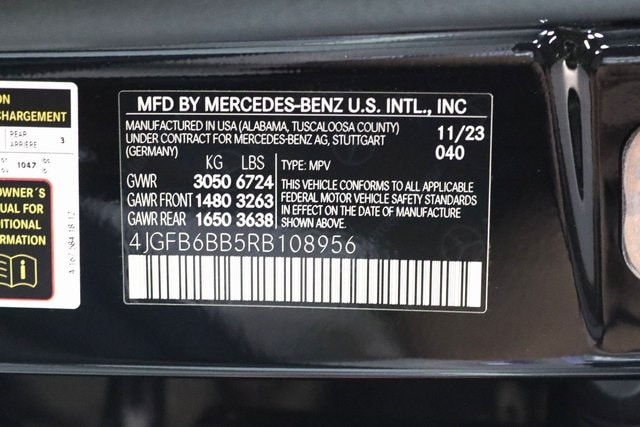 ON
CHARGEMENT
REAR
ARRIERE 3
1047
OWNER'S
UAL FOR
DITIONAL
ORMATION
MFD BY MERCEDES-BENZ U.S. INTL., INC
MANUFACTURED IN USA (ALABAMA, TUSCALOOSA COUNTY)
UNDER CONTRACT FOR MERCEDES-BENZ AG, STUTTGART
(GERMANY)
11/23
040
KG LBS
TYPE: MPV
GVWR 3050 6724
GAWR FRONT 1480 3263
GAWR REAR 1650 3638
THIS VEHICLE CONFORMS TO ALL APPLICABLE
FEDERAL MOTOR VEHICLE SAFETY STANDARDS
IN EFFECT ON THE DATE OF MANUFACTURE
SHOWN ABOVE.
4JGFB6BB5RB108956